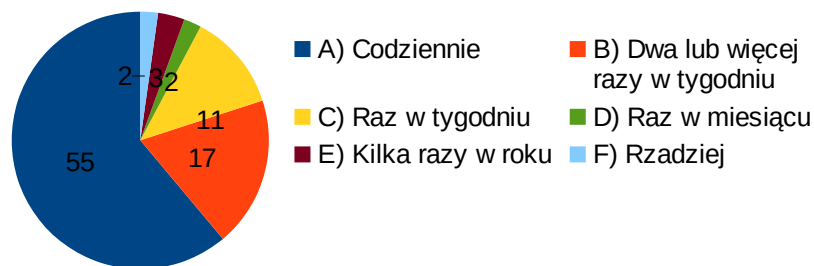 2
3
2
11
17
55
A) Codziennie
B) Dwa lub więcej
razy w tygodniu
C) Raz w tygodniu
D) Raz w miesiącu
E) Kilka razy w roku
F) Rzadziej